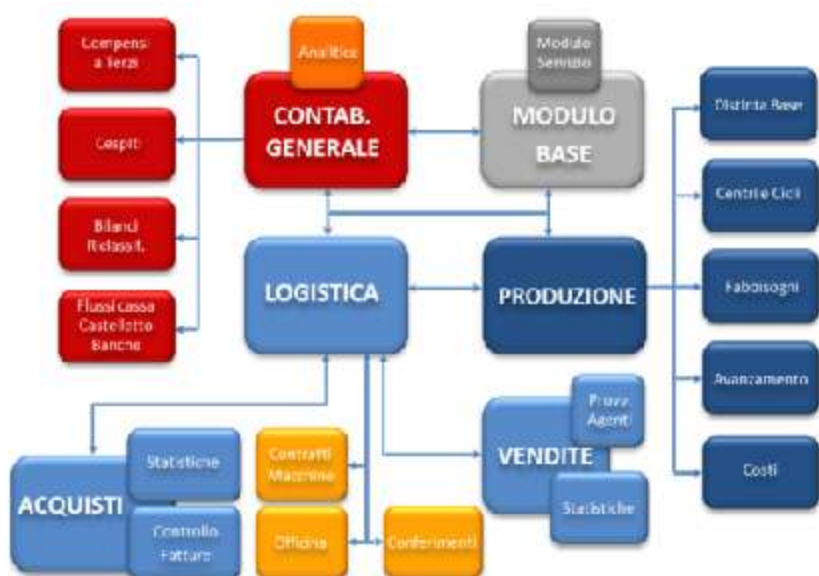 Compensi
a Terzi
Analitica
Modulo
Servizio
CONTAB.
GENERALE
MODULO
BASE
Cespiti
Bilanci
Riclassif.
Flussi cassa
Castelletto
Banche
Distinta Base
Centri e Cicli
Fabbisogni
Avanzamento
Costi
LOGISTICA
PRODUZIONE
ACQUISTI
Statistiche
Controllo
Fatture
Contratti
Macchine
Officina
Conferimenti
VENDITE
Provv.
Agenti
Statistiche